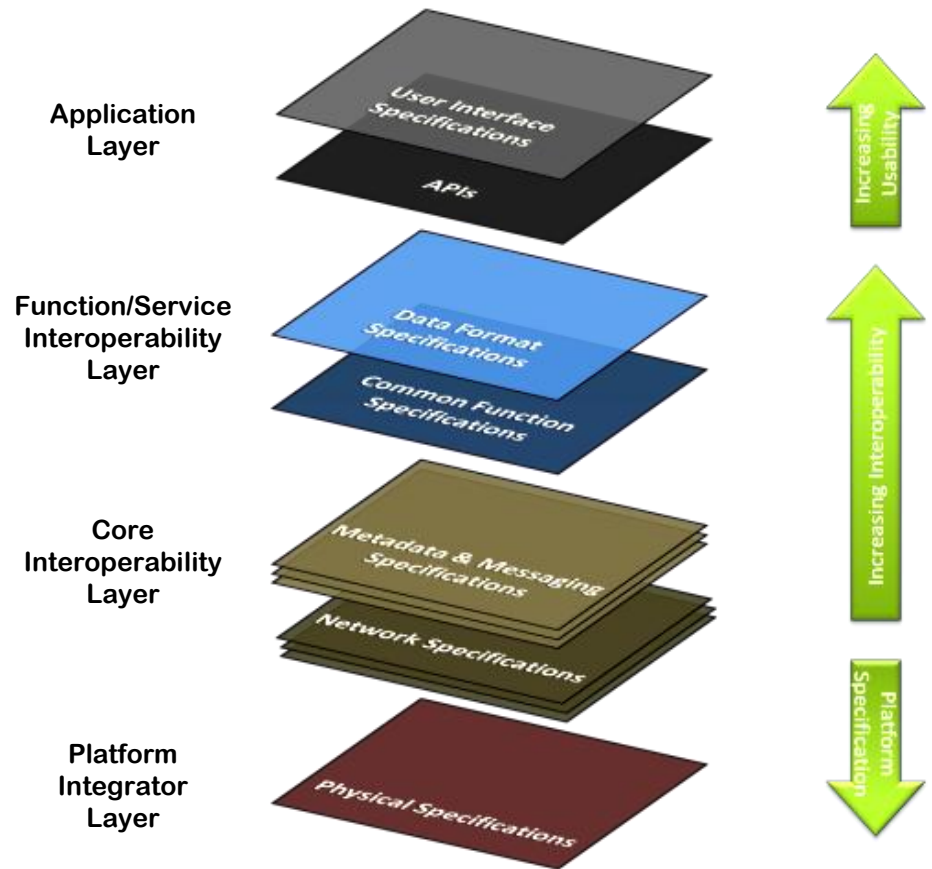 Application
Layer
User Interface
Specifications
APIs
Increasing
Usability
Function/Service
Interoperability
Layer
Data Format
Specifications
Common Function
Specifications
Increasing Interoperability
Core
Interoperability
Layer
Metadata & Messaging
Specifications
Network Specifications
Platform
Integrator
Layer
Physical Specifications
Platform
Specification